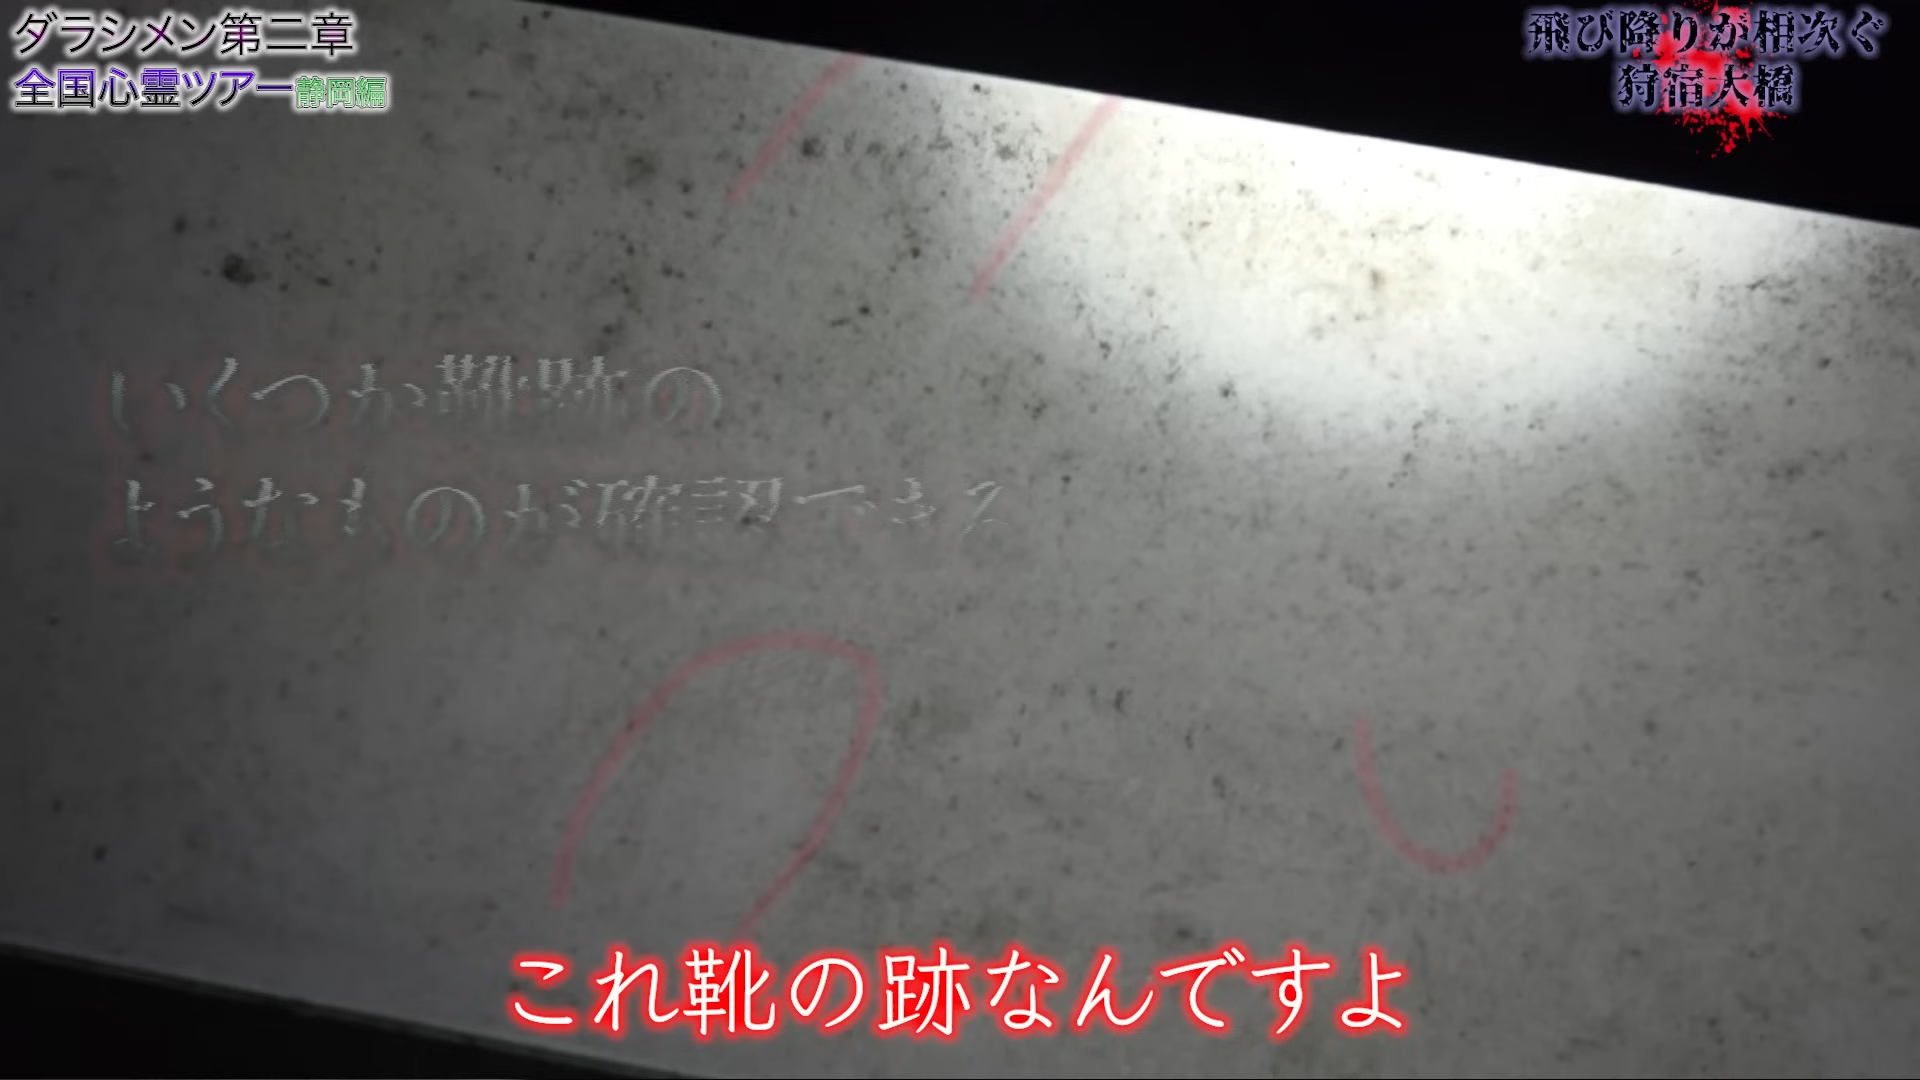 ダラシメン第二章
全国心霊ツアー静岡編
飛び降りが相次ぐ
狩宿大橋
いくつか靴跡の
ようなものが確認できる
これ靴の跡なんですよ